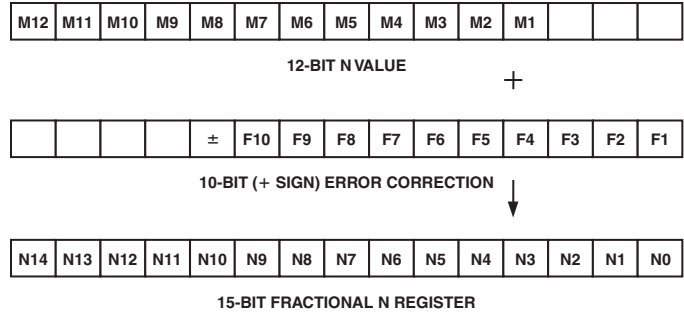 M12 M11 M10 M9 M8 M7 M6 M5 M4 M3 M2 M1
12-BIT N VALUE
+
± F10 F9 F8 F7 F6 F5 F4 F3 F2 F1
10-BIT (+ SIGN) ERROR CORRECTION
N14 N13 N12 N11 N10 N9 N8 N7 N6 N5 N4 N3 N2 N1 N0
15-BIT FRACTIONAL N REGISTER